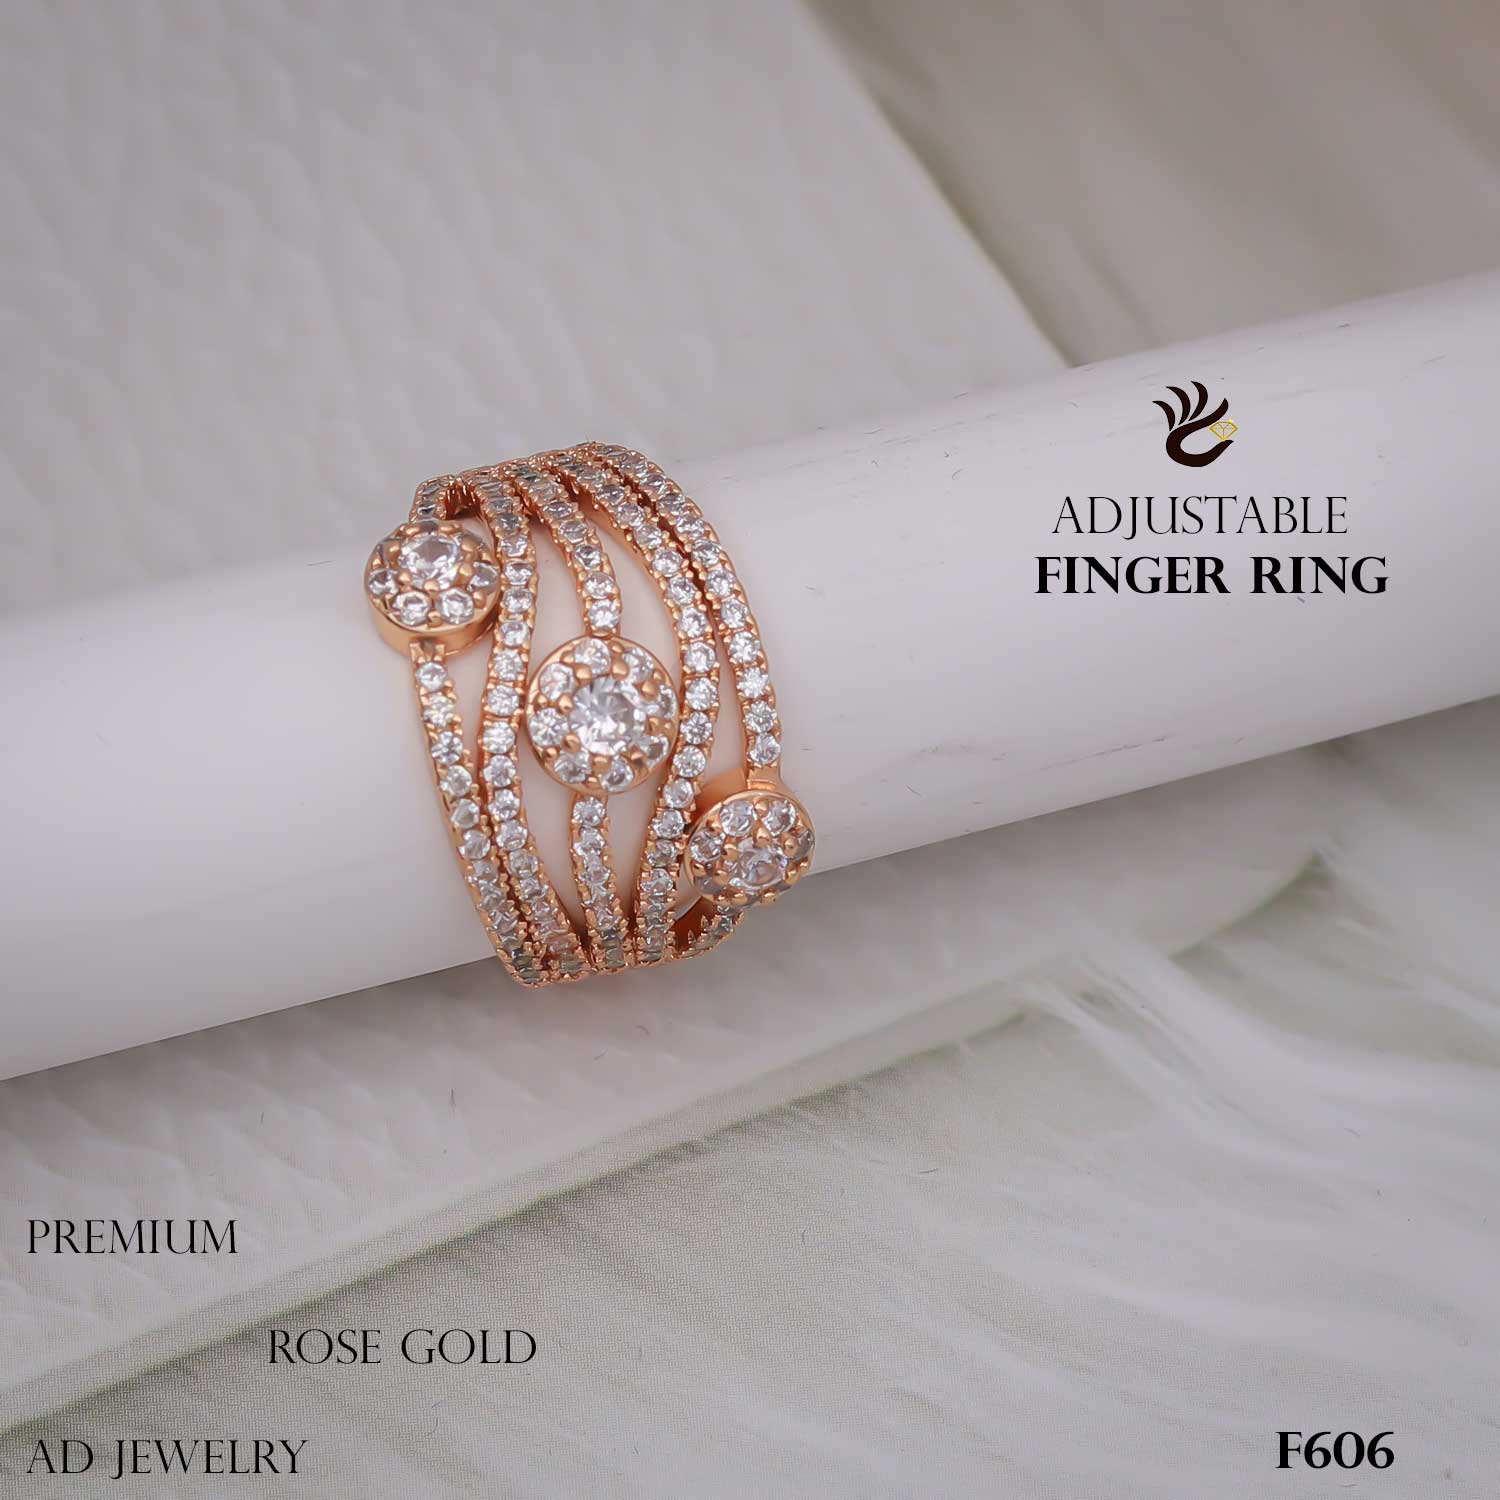 ADJUSTABLE
FINGER RING
PREMIUM
ROSE GOLD
AD JEWELRY
F606